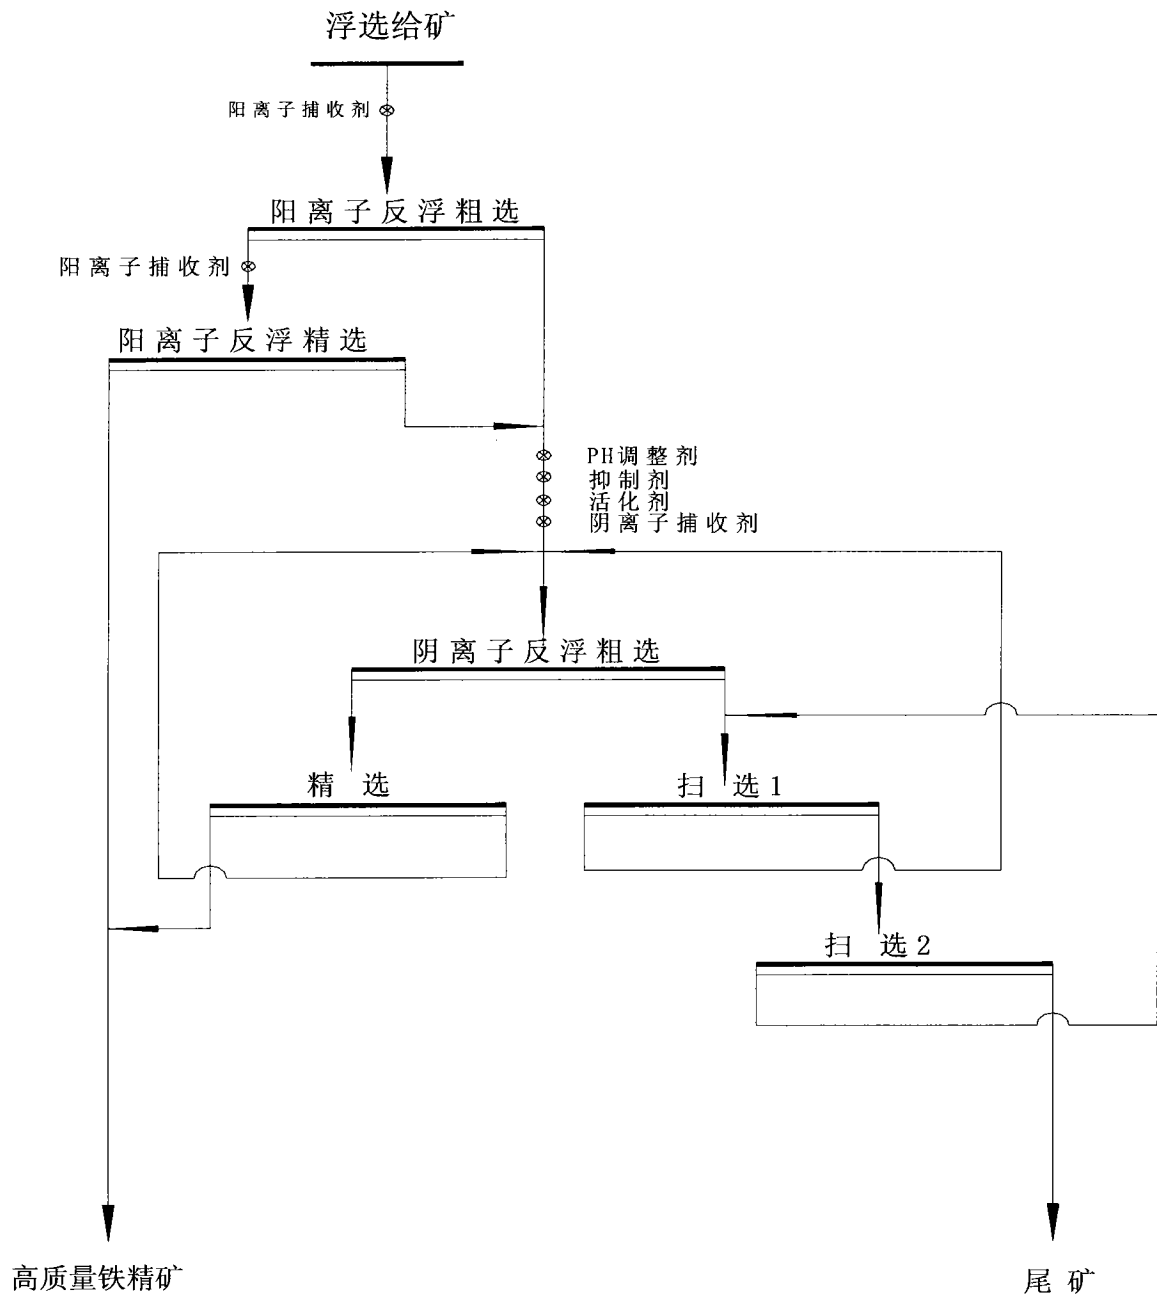 浮选给矿
阳离子捕收剂
阳离子反浮粗选
阳离子捕收剂
阳离子反浮精选
PH调整剂
抑制剂
活化剂
阴离子捕收剂
阴离子反浮粗选
精 选
扫 选1
扫 选2
高质量铁精矿
尾 矿